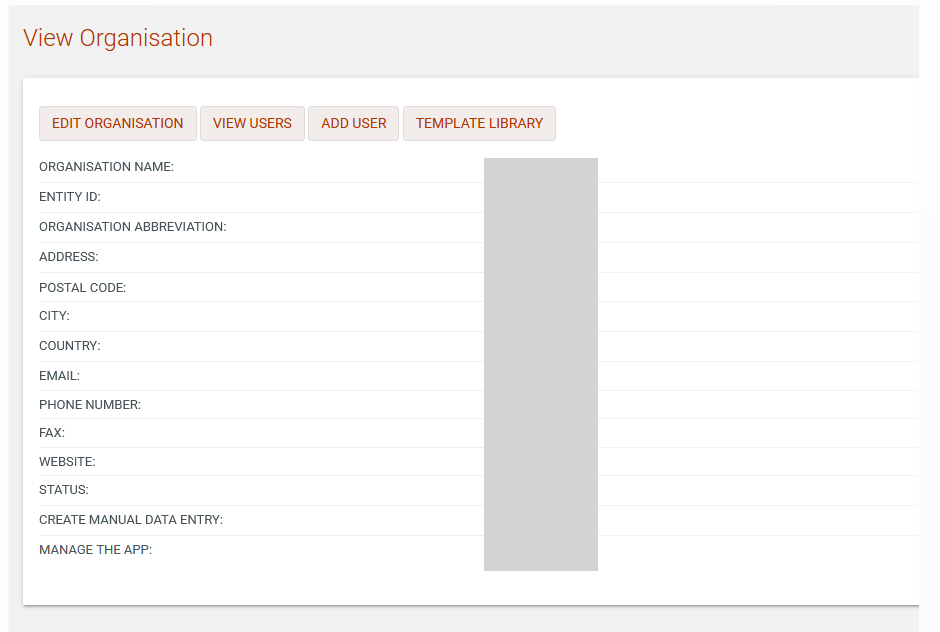 View Organisation
EDIT ORGANISATION VIEW USERS ADD USER TEMPLATE LIBRARY
ORGANISATION NAME:
ENTITY ID:
ORGANISATION ABBREVIATION:
ADDRESS:
POSTAL CODE:
CITY:
COUNTRY:
EMAIL:
PHONE NUMBER:
FAX:
WEBSITE:
STATUS:
CREATE MANUAL DATA ENTRY:
MANAGE THE APP: